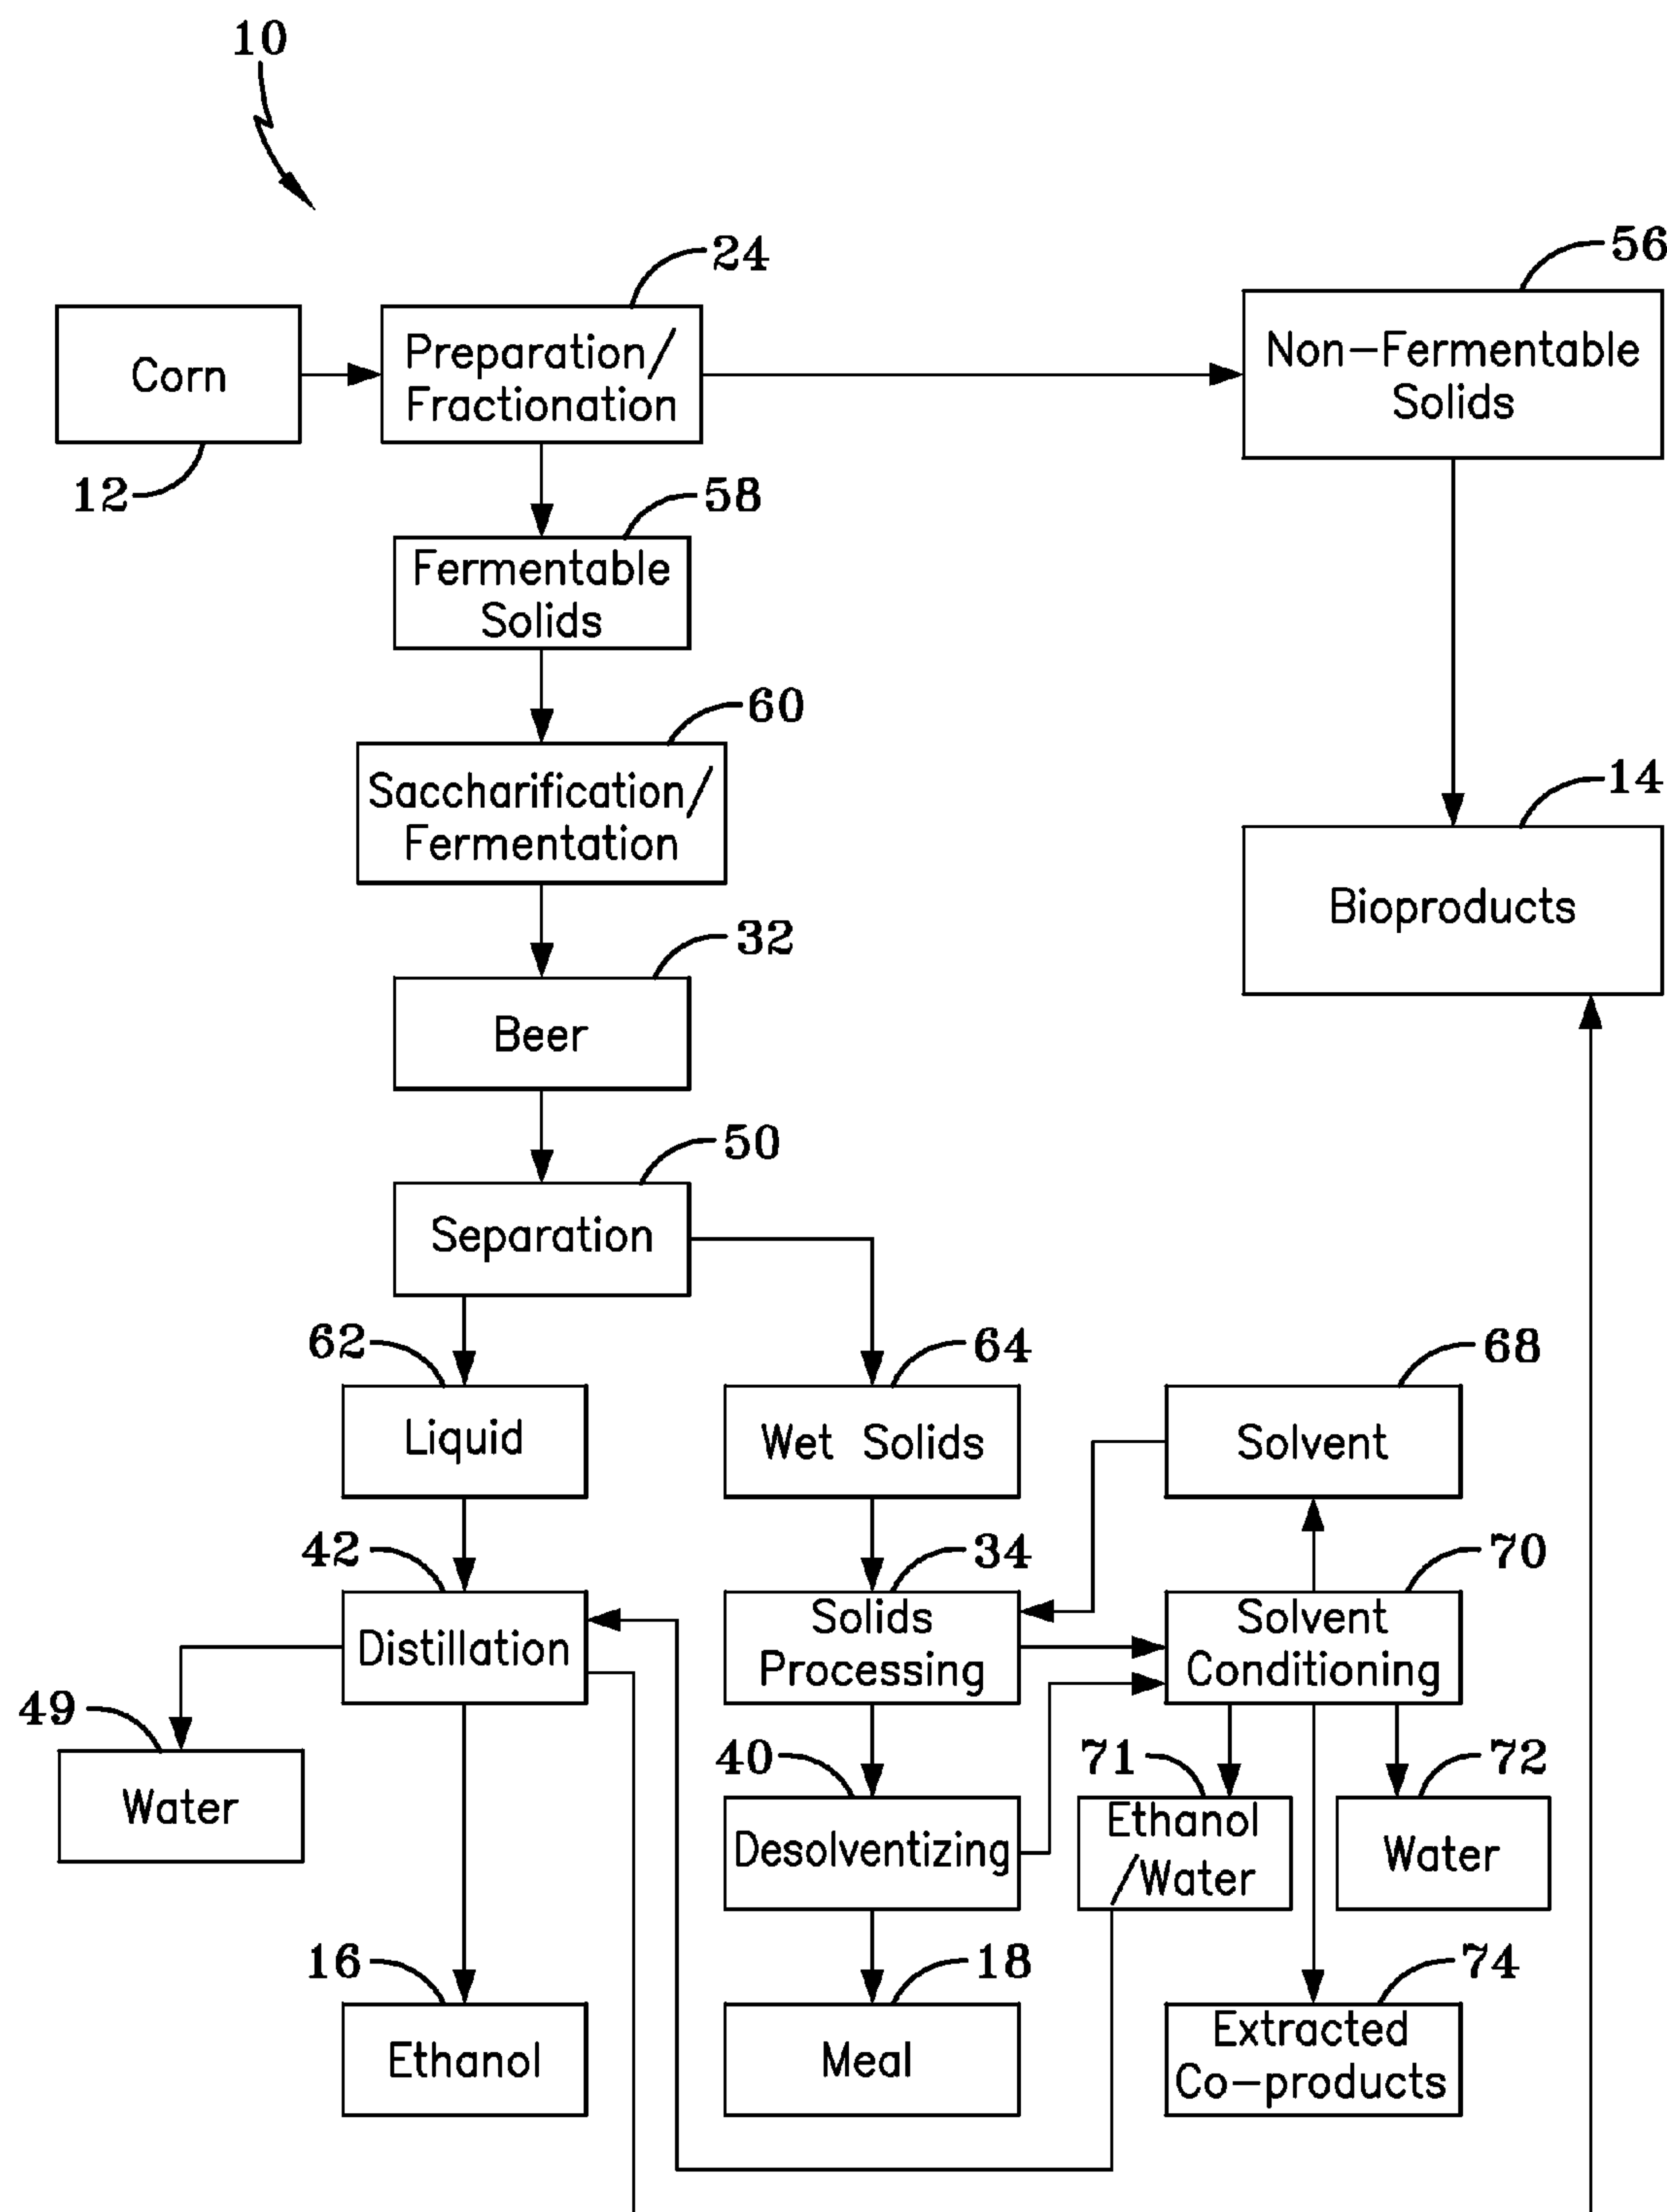 10
24
56
Corn
Preparation/
Fractionation
Non-Fermentable
Solids
12
58
Fermentable
Solids
60
14
Saccharification/
Fermentation
Bioproducts
32
Beer
50
Separation
62
64
68
Liquid
Wet Solids
Solvent
42
34
70
Distillation
Solids
Processing
Solvent
Conditioning
49
40
71
72
Water
Desolventizing
Ethanol
/Water
Water
16
18
74
Ethanol
Meal
Extracted
Co-products